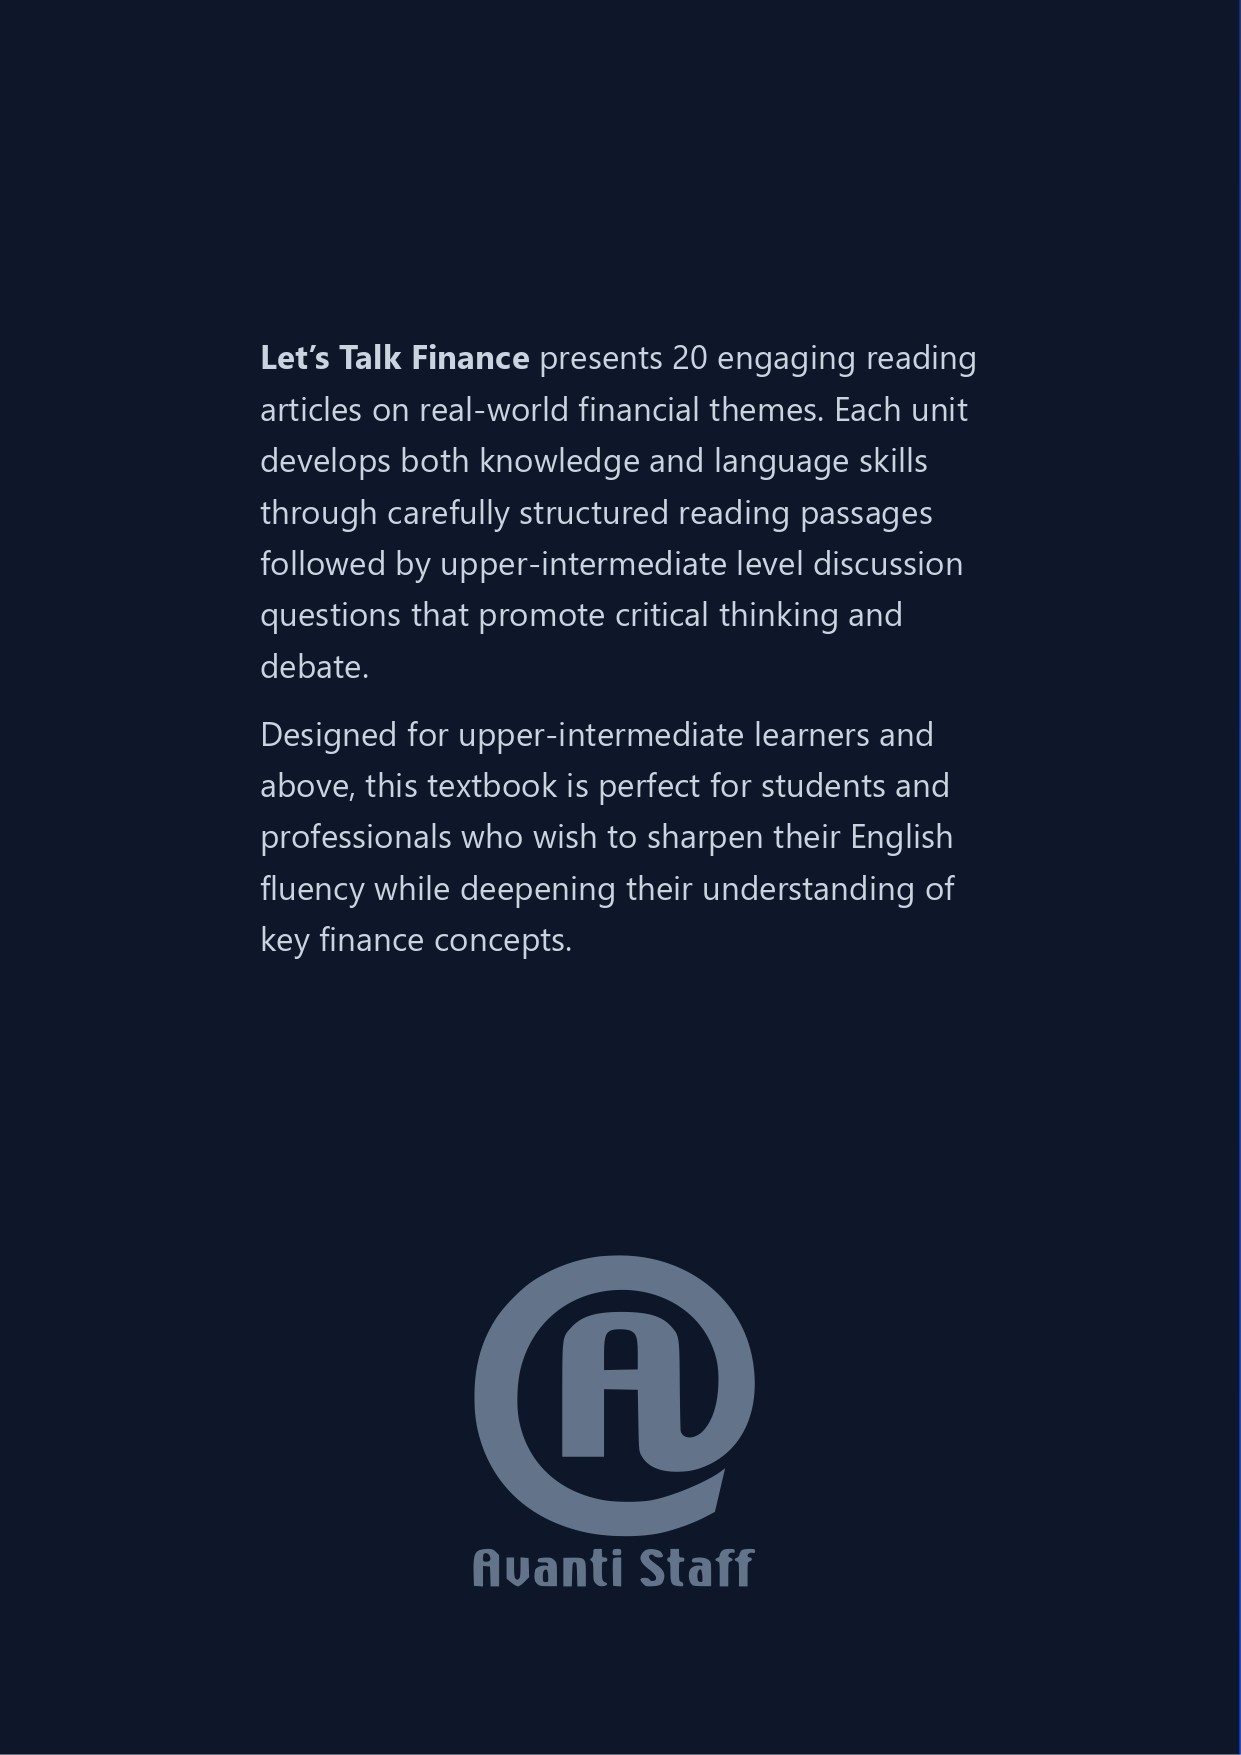 Let’s Talk Finance presents 20 engaging reading
articles on real-world financial themes. Each unit
develops both knowledge and language skills
through carefully structured reading passages
followed by upper-intermediate level discussion
questions that promote critical thinking and
debate.
Designed for upper-intermediate learners and
above, this textbook is perfect for students and
professionals who wish to sharpen their English
fluency while deepening their understanding of
key finance concepts.
Avanti Staff